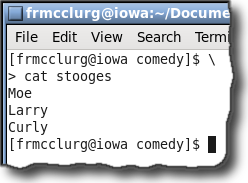 frmcclurg@iowa:~/Docume
File Edit View Search Termi
[frmcclurg@iowa comedy]$ \
> cat stooges
Moe
Larry
Curly
[frmcclurg@iowa comedy]$